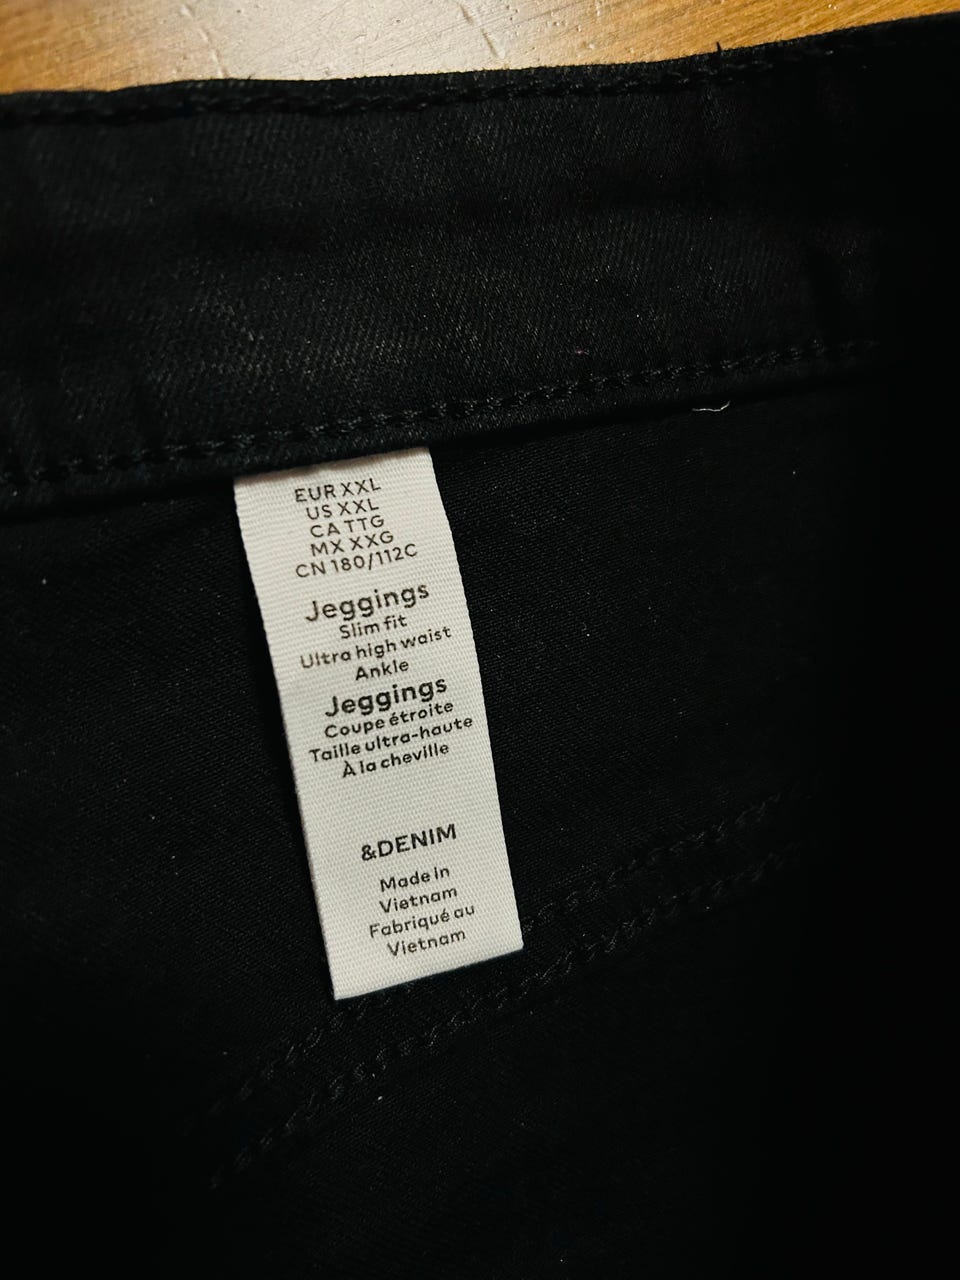 EUR XXL
US XXL
CA TTG
MX XXG
CN 180/112C
Jeggings
Slim fit
Ultra high waist
Ankle
Jeggings
Coupe étroite
Taille ultra-haute
À la cheville
&DENIM
Made in
Vietnam
Fabriqué au
Vietnam